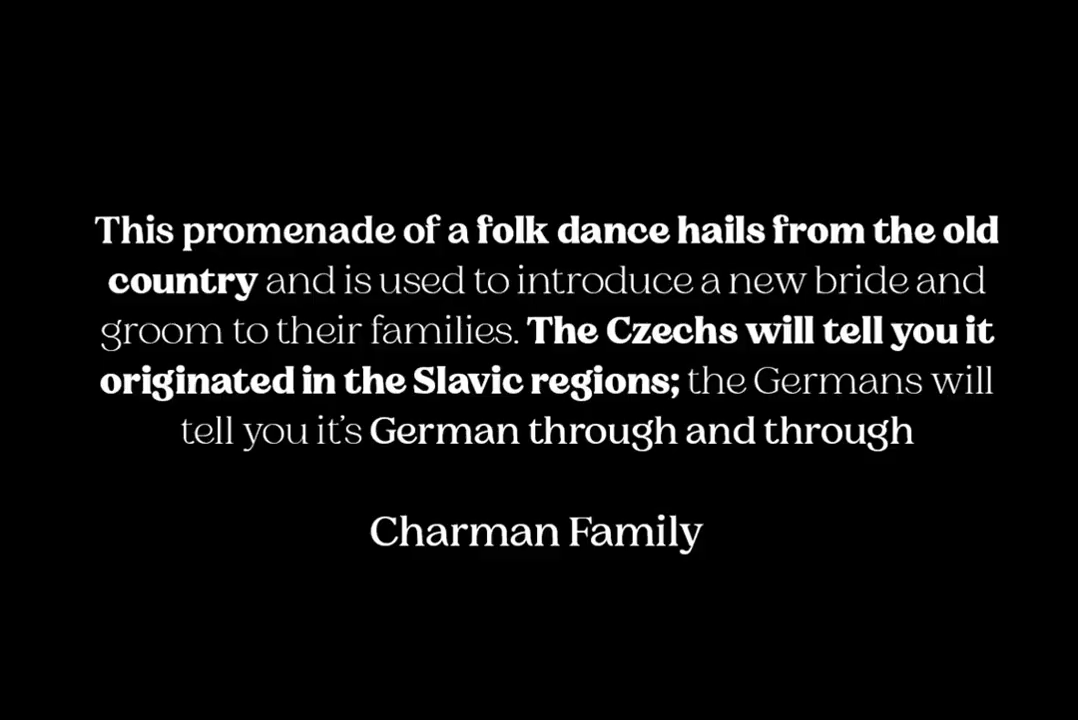 This promenade of a folk dance hails from the old
country and is used to introduce a new bride and
groom to their families. The Czechs will tell you it
originated in the Slavic regions; the Germans will
tell you it’s German through and through
Charman Family